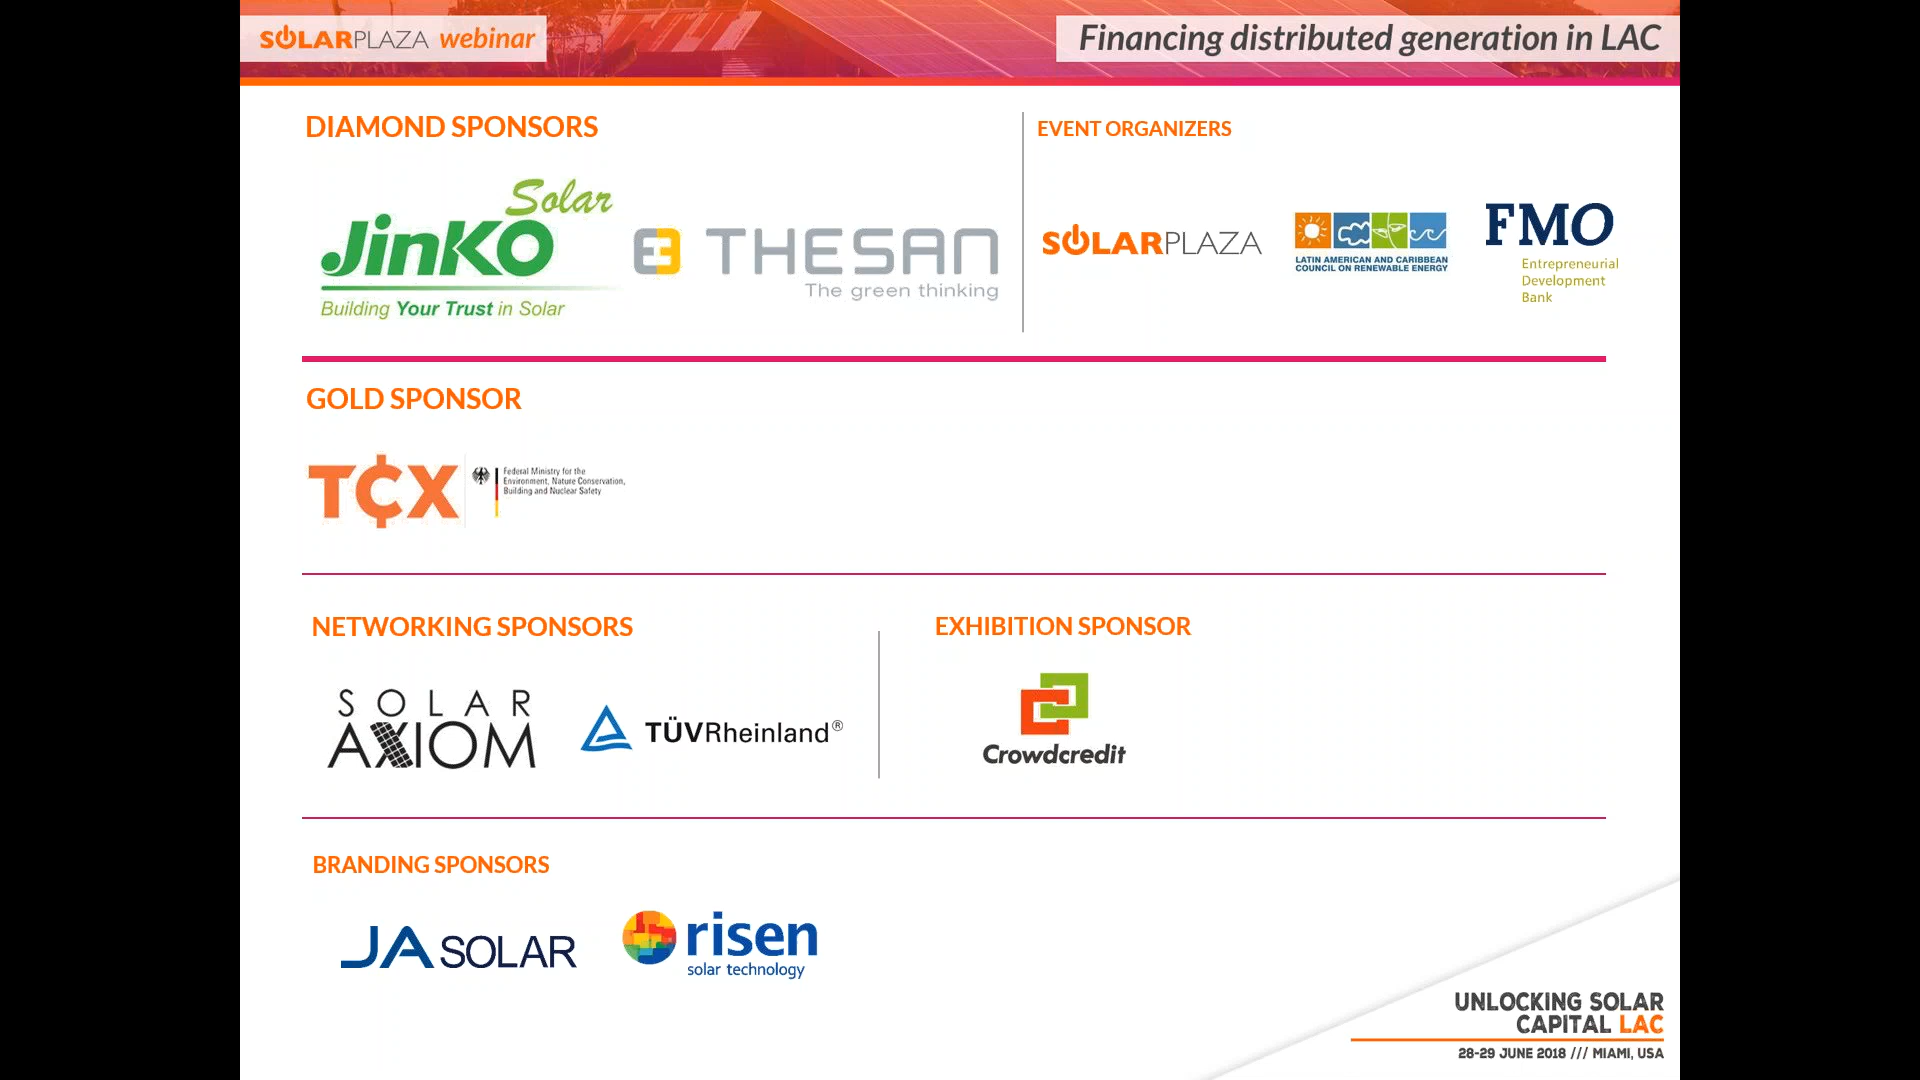 SOLARPLAZA webinar
Financing distributed generation in LAC
DIAMOND SPONSORS
Solar
JinKO
Building Your Trust in Solar
THESAN
The green thinking
EVENT ORGANIZERS
SOLARPLAZA
LATIN AMERICAN AND CARIBBEAN
COUNCIL ON RENEWABLE ENERGY
FMO
Entrepreneurial
Development
Bank
GOLD SPONSOR
T₵X
Federal Ministry for the
Environment, Nature Conservation,
Building and Nuclear Safety
NETWORKING SPONSORS
SOLAR
AXIOM
TÜVRheinland®
EXHIBITION SPONSOR
Crowdcredit
BRANDING SPONSORS
JA SOLAR
risen
solar technology
UNLOCKING SOLAR
CAPITAL LAC
28-29 JUNE 2018 /// MIAMI, USA